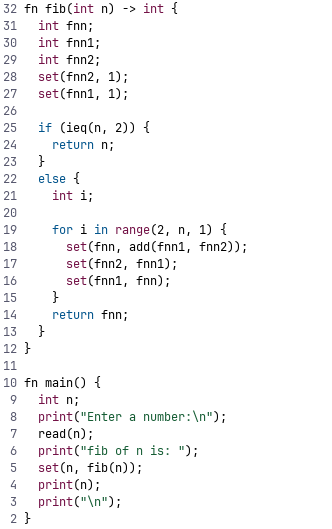 32 fn fib(int n) -> int {
31   int fnn;
30   int fnn1;
29   int fnn2;
28   set(fnn2, 1);
27   set(fnn1, 1);
26
25   if (ieq(n, 2)) {
24     return n;
23   }
22   else {
21     int i;
20
19     for i in range(2, n, 1) {
18       set(fnn, add(fnn1, fnn2));
17       set(fnn2, fnn1);
16       set(fnn1, fnn);
15     }
14     return fnn;
13   }
12 }
11
10 fn main() {
9   int n;
8   print("Enter a number:\n");
7   read(n);
6   print("fib of n is: ");
5   set(n, fib(n));
4   print(n);
3   print("\n");
2 }